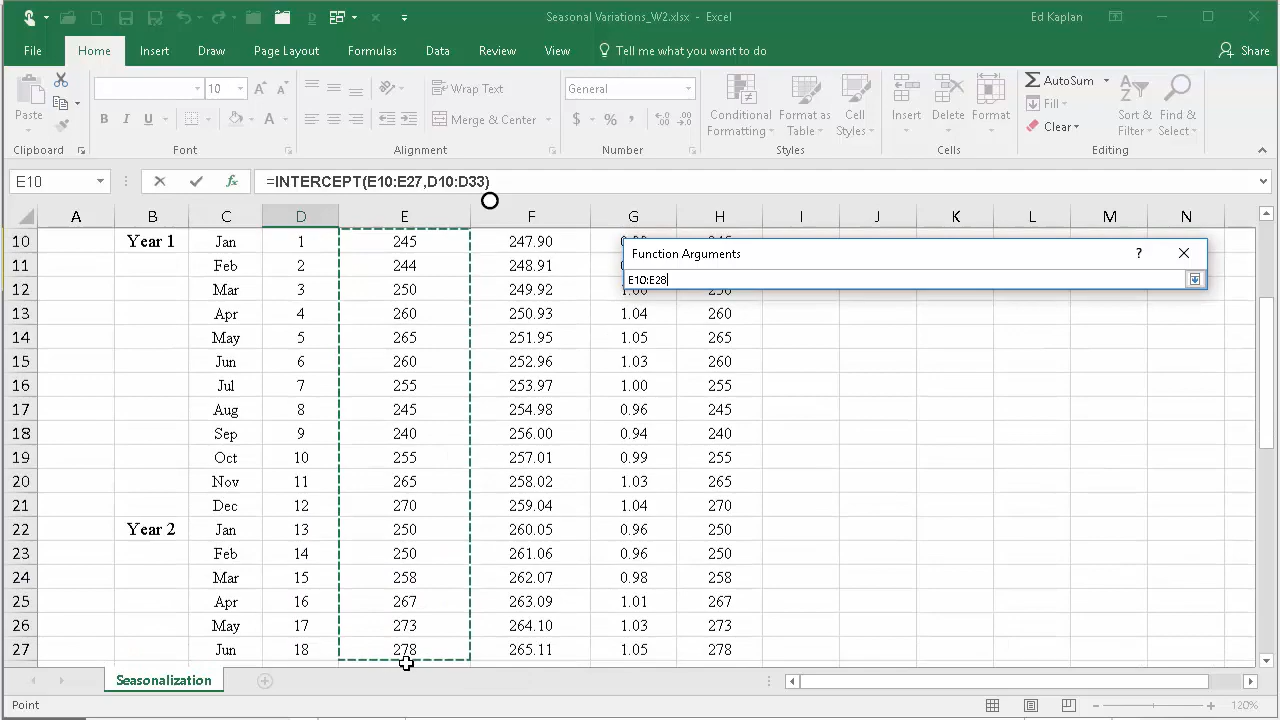 Seasonal Variations_W2.xlsx - Excel
Ed Kaplan
File Home Insert Draw Page Layout Formulas Data Review View Tell me what you want to do Share
10 Wrap Text General AutoSum
Paste Merge & Center Conditional Formatting Format as Table Cell Styles Insert Delete Fill Sort & Filter Find & Select
Clear
Clipboard Font Alignment Number Styles Cells Editing
E10 =INTERCEPT(E10:E27,D10:D33)
A B C D E F G H I J K L M N
Function Arguments ?
E10:E28
10 Year 1 Jan 1 245 247.90
11 Feb 2 244 248.91
12 Mar 3 250 249.92
13 Apr 4 260 250.93 1.04 260
14 May 5 265 251.95 1.05 265
15 Jun 6 260 252.96 1.03 260
16 Jul 7 255 253.97 1.00 255
17 Aug 8 245 254.98 0.96 245
18 Sep 9 240 256.00 0.94 240
19 Oct 10 255 257.01 0.99 255
20 Nov 11 265 258.02 1.03 265
21 Dec 12 270 259.04 1.04 270
22 Year 2 Jan 13 250 260.05 0.96 250
23 Feb 14 250 261.06 0.96 250
24 Mar 15 258 262.07 0.98 258
25 Apr 16 267 263.09 1.01 267
26 May 17 273 264.10 1.03 273
27 Jun 18 278 265.11 1.05 278
Seasonalization
Point 120%